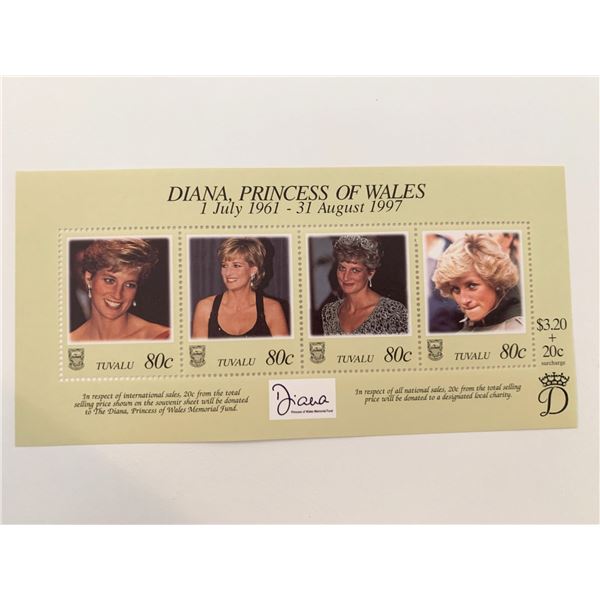 DIANA, PRINCESS OF WALES
1 July 1961 - 31 August 1997
TUVALU 80c
TUVALU 80c
TUVALU 80c
TUVALU 80c
$3.20
+
20c
surcharge
In respect of international sales, 20c from the total
selling price shown on the souvenir sheet will be donated
to The Diana, Princess of Wales Memorial Fund.
Diana
Princess of Wales Memorial Fund
In respect of all national sales, 20c of the total selling
price will be donated to a designated local charity.
D